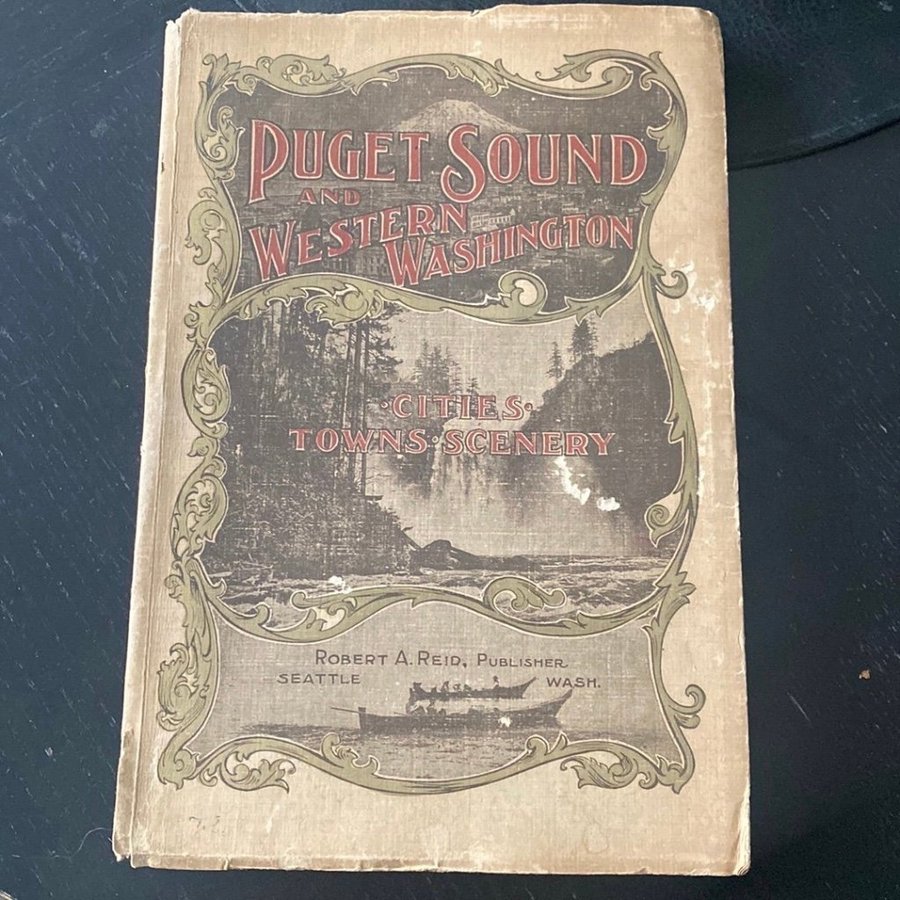 PUGET SOUND
AND
WESTERN
WASHINGTON
·CITIES·
TOWNS·SCENERY
ROBERT A. REID, PUBLISHER
SEATTLE WASH.